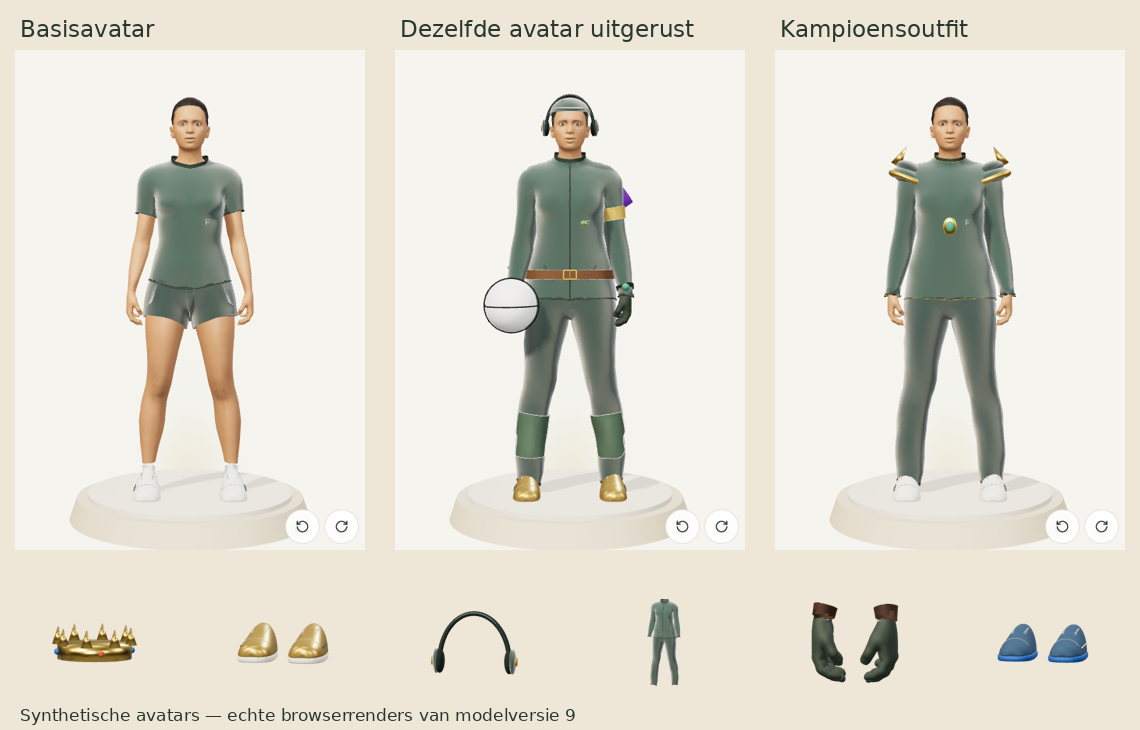 Basisavatar
Dezelfde avatar uitgerust
Kampioensoutfit
F
F
Synthetische avatars — echte browserrenders van modelversie 9